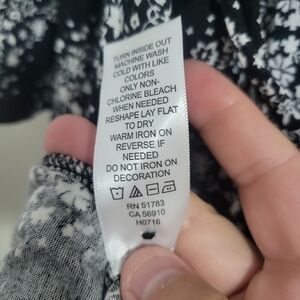 TURN INSIDE OUT
MACHINE WASH
COLD WITH LIKE
COLORS
ONLY NON-
CHLORINE BLEACH
WHEN NEEDED
RESHAPE LAY FLAT
TO DRY
WARM IRON ON
REVERSE IF
NEEDED
DO NOT IRON ON
DECORATION
RN 51783
CA 56910
H0716